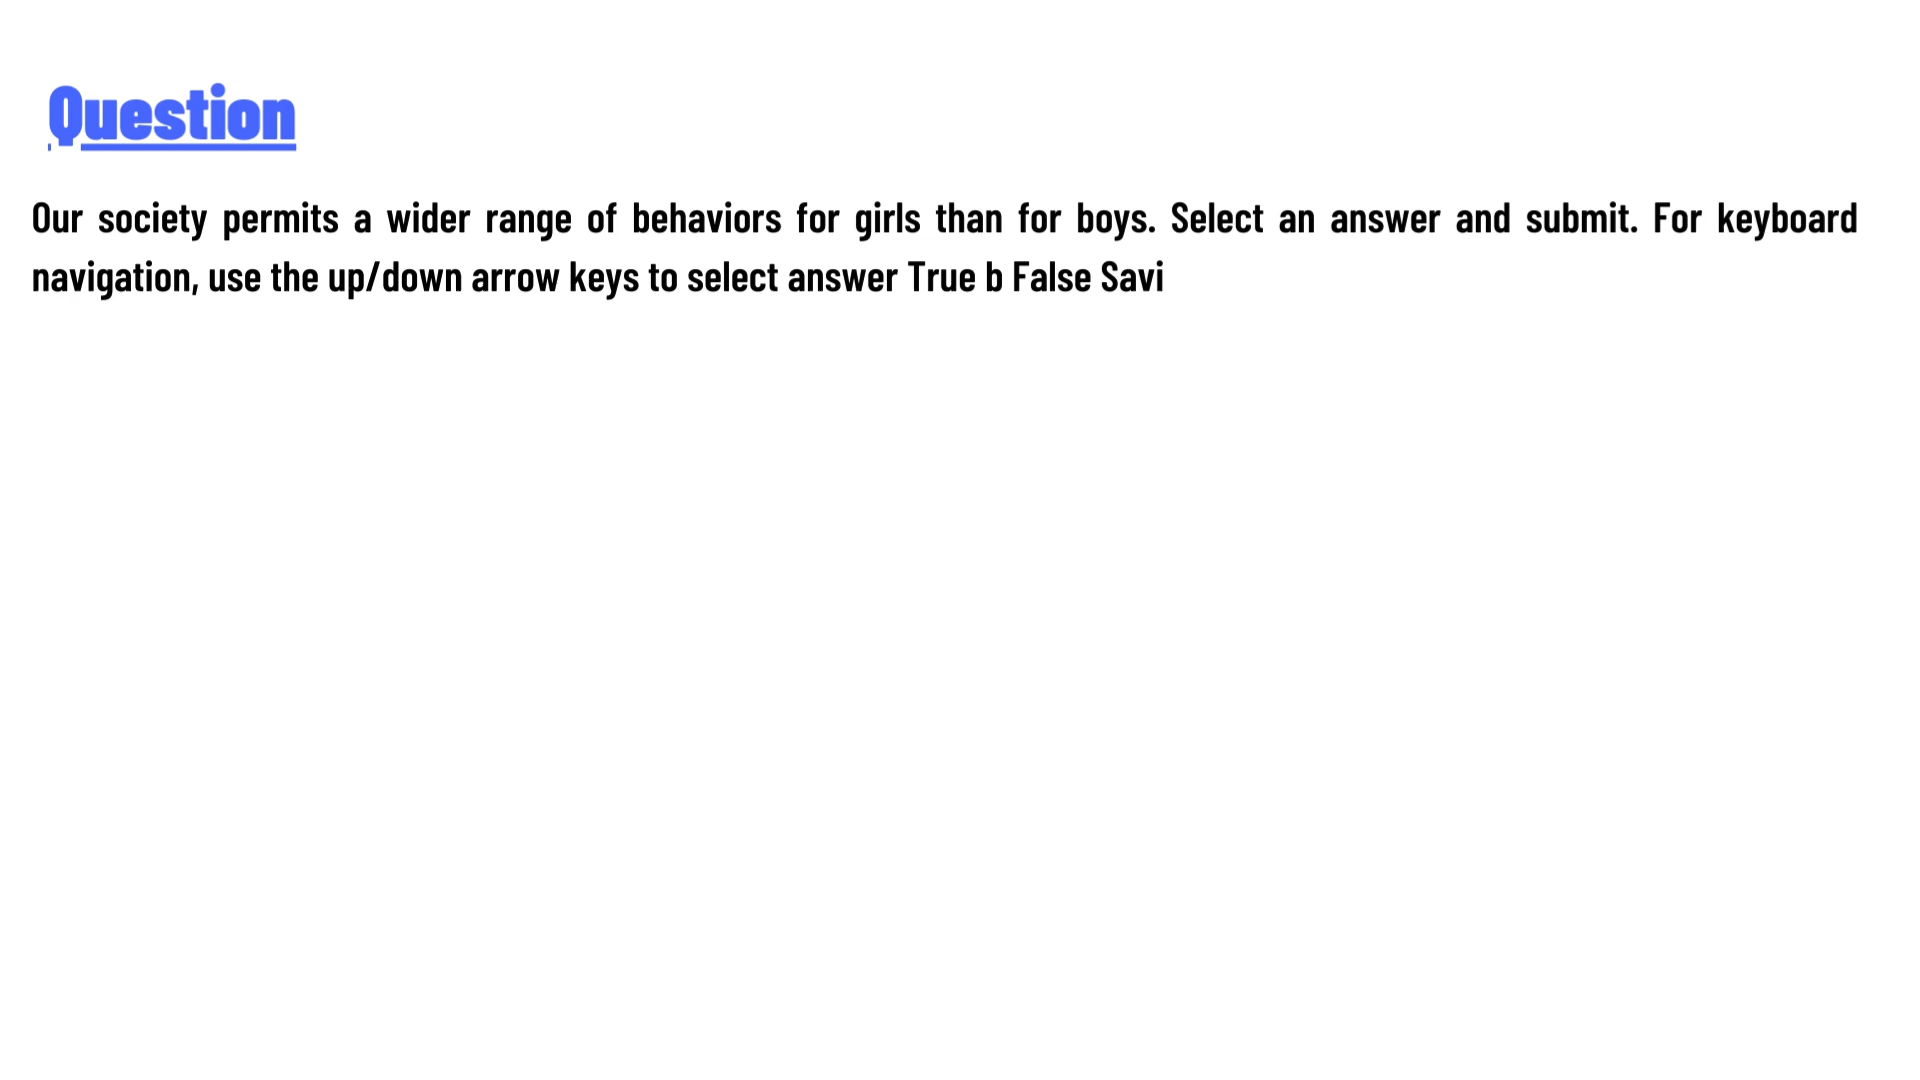 Question
Our society permits a wider range of behaviors for girls than for boys. Select an answer and submit. For keyboard
navigation, use the up/down arrow keys to select answer True b False Savi